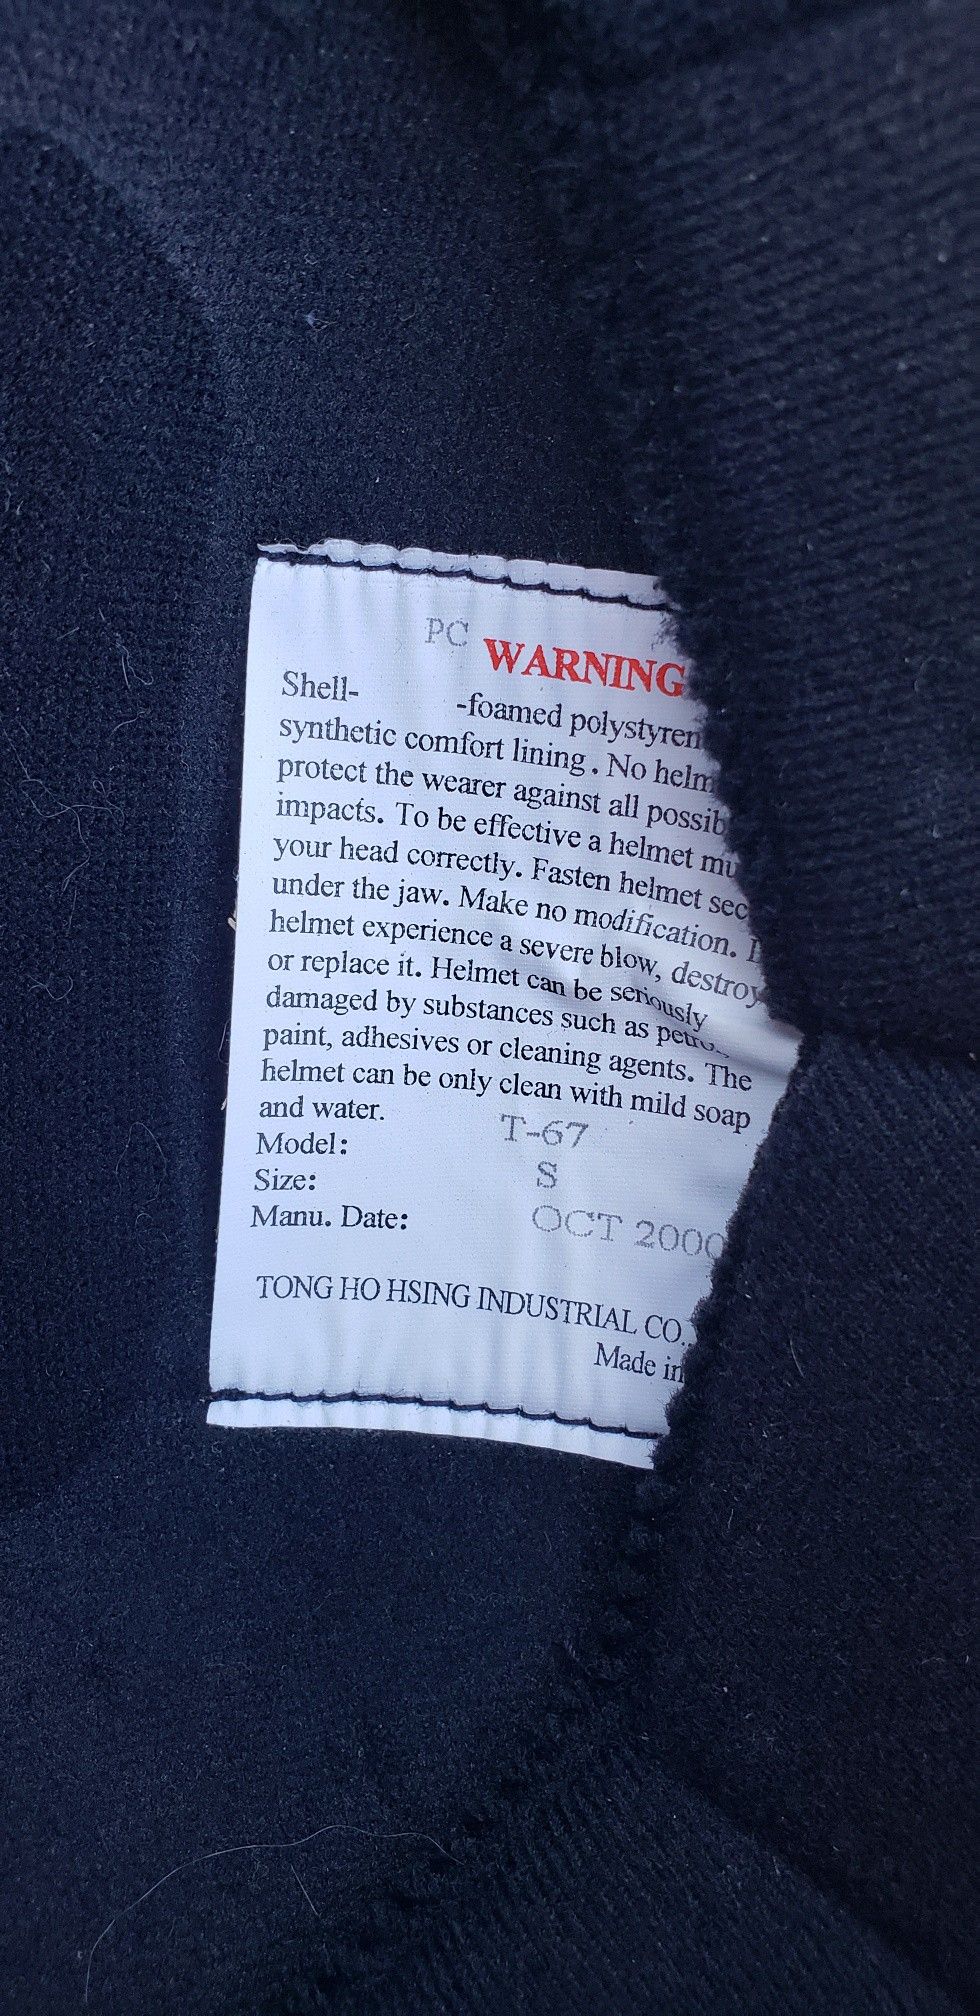 PC
WARNING
Shell- -foamed polystyren
synthetic comfort lining. No helm
protect the wearer against all possib
impacts. To be effective a helmet mu
your head correctly. Fasten helmet sec
under the jaw. Make no modification.
helmet experience a severe blow, destroy
or replace it. Helmet can be seriously
damaged by substances such as
paint, adhesives or cleaning agents. The
helmet can be only clean with mild soap
and water.
Model: T-67
Size: S
Manu. Date: OCT 2000
TONG HO HSING INDUSTRIAL CO.,
Made in